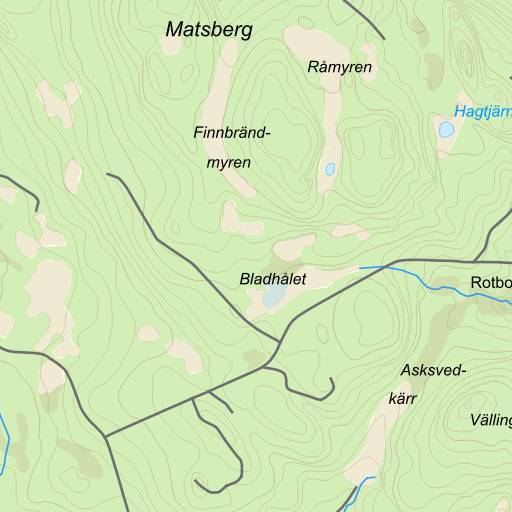 Matsberg
Råmyren
Hagtjärn
Finnbränd-
myren
Bladhålet
Rotbo
Asksved-
kärr
Välling